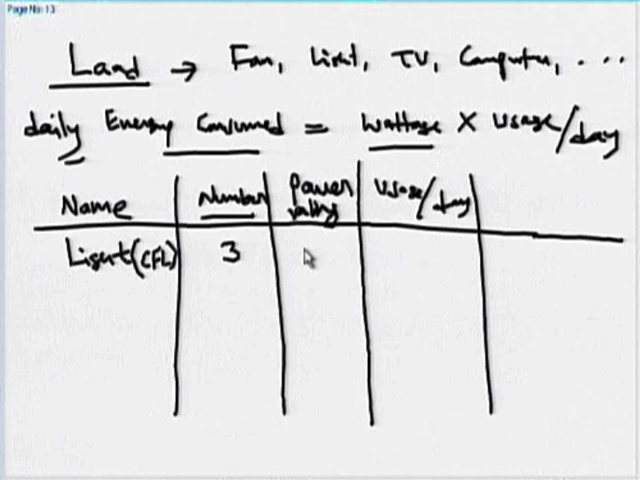 Page No: 13
Load → Fan, Light, TV, Computer, ....
daily Energy Consumed = Wattage X Usage/day
Name Number Power rating Usage/day
Light(CFL) 3